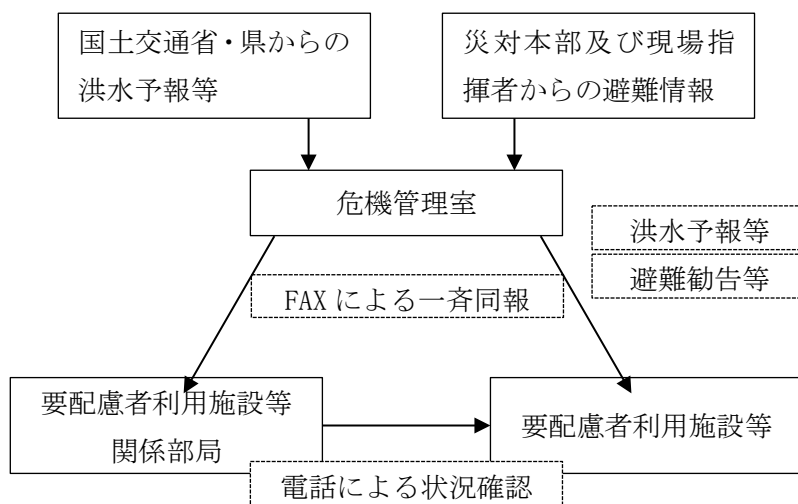 国土交通省・県からの
洪水予報等
災対本部及び現場指
揮者からの避難情報
危機管理室
洪水予報等
避難勧告等
FAX による一斉同報
要配慮者利用施設等
関係部局
要配慮者利用施設等
電話による状況確認